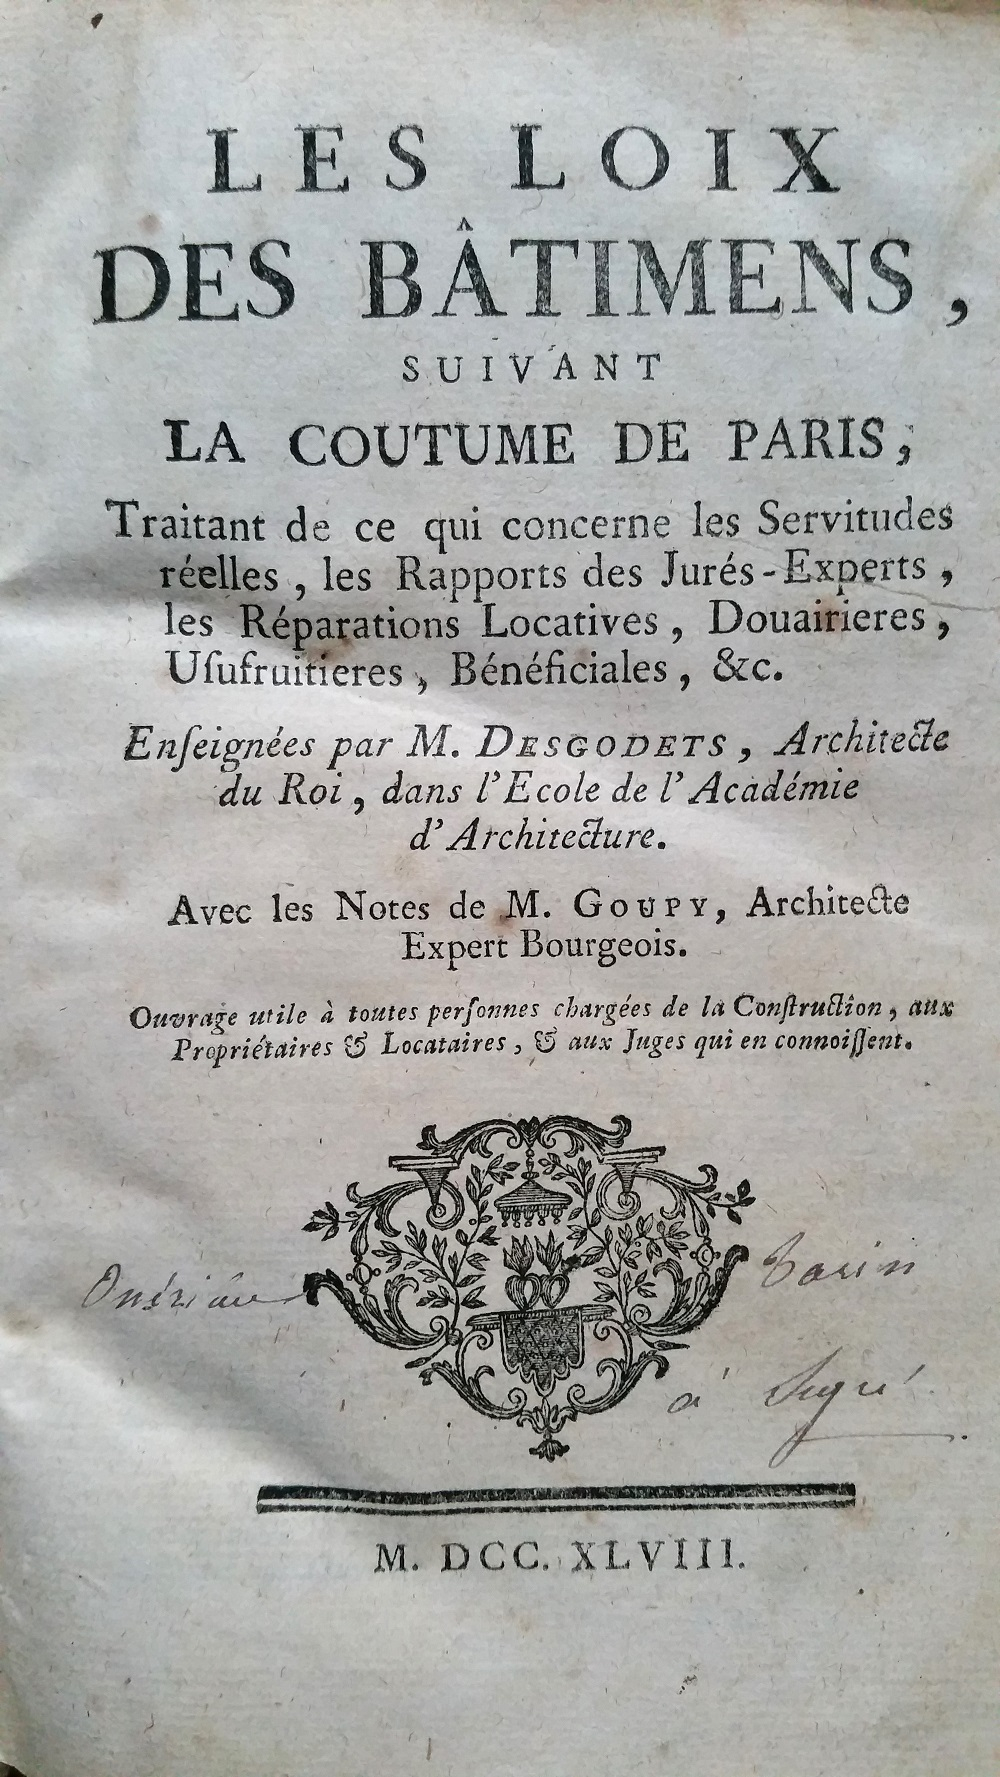 LES LOIX
DES BÂTIMENS,
SUIVANT
LA COUTUME DE PARIS,
Traitant de ce qui concerne les Servitudes
réelles, les Rapports des Jurés-Experts,
les Réparations Locatives, Douairieres,
Uſufruitieres, Bénéficiales, &c.
Enſeignées par M. DESGODETS, Architecte
du Roi, dans l'Ecole de l'Académie
d'Architecture.
Avec les Notes de M. GOUPY, Architecte
Expert Bourgeois.
Ouvrage utile à toutes perſonnes chargées de la Conſtruction, aux
Propriétaires & Locataires, & aux Juges qui en connoiſſent.
à
M. DCC. XLVIII.